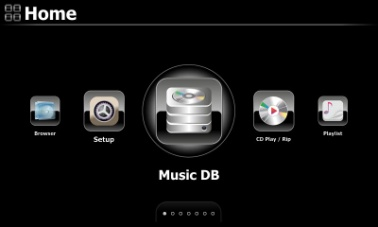 Home
Browser
Setup
Music DB
CD Play / Rip
Playlist